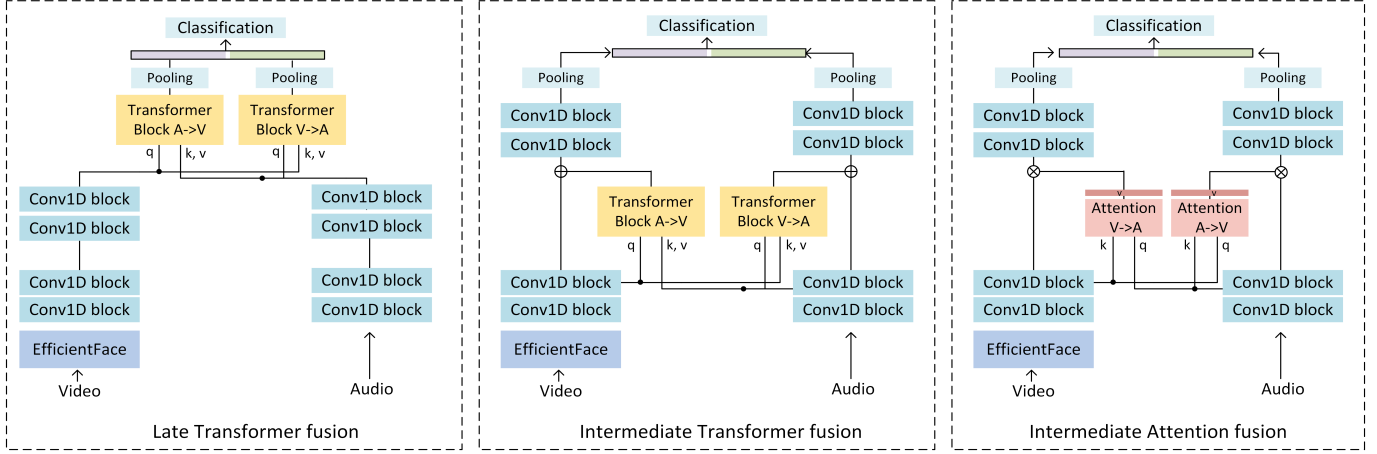 Classification
Pooling
Pooling
Transformer
Block A->V
Transformer
Block V->A
q
k, v
q
k, v
Conv1D block
Conv1D block
Conv1D block
Conv1D block
Conv1D block
Conv1D block
Conv1D block
Conv1D block
EfficientFace
Video
Audio
Late Transformer fusion
Classification
Pooling
Pooling
Conv1D block
Conv1D block
Conv1D block
Conv1D block
Transformer
Block A->V
Transformer
Block V->A
q
k, v
q
k, v
Conv1D block
Conv1D block
Conv1D block
Conv1D block
EfficientFace
Video
Audio
Intermediate Transformer fusion
Classification
Pooling
Pooling
Conv1D block
Conv1D block
Conv1D block
Conv1D block
v
Attention
V->A
v
Attention
A->V
k
q
k
q
Conv1D block
Conv1D block
Conv1D block
Conv1D block
EfficientFace
Video
Audio
Intermediate Attention fusion